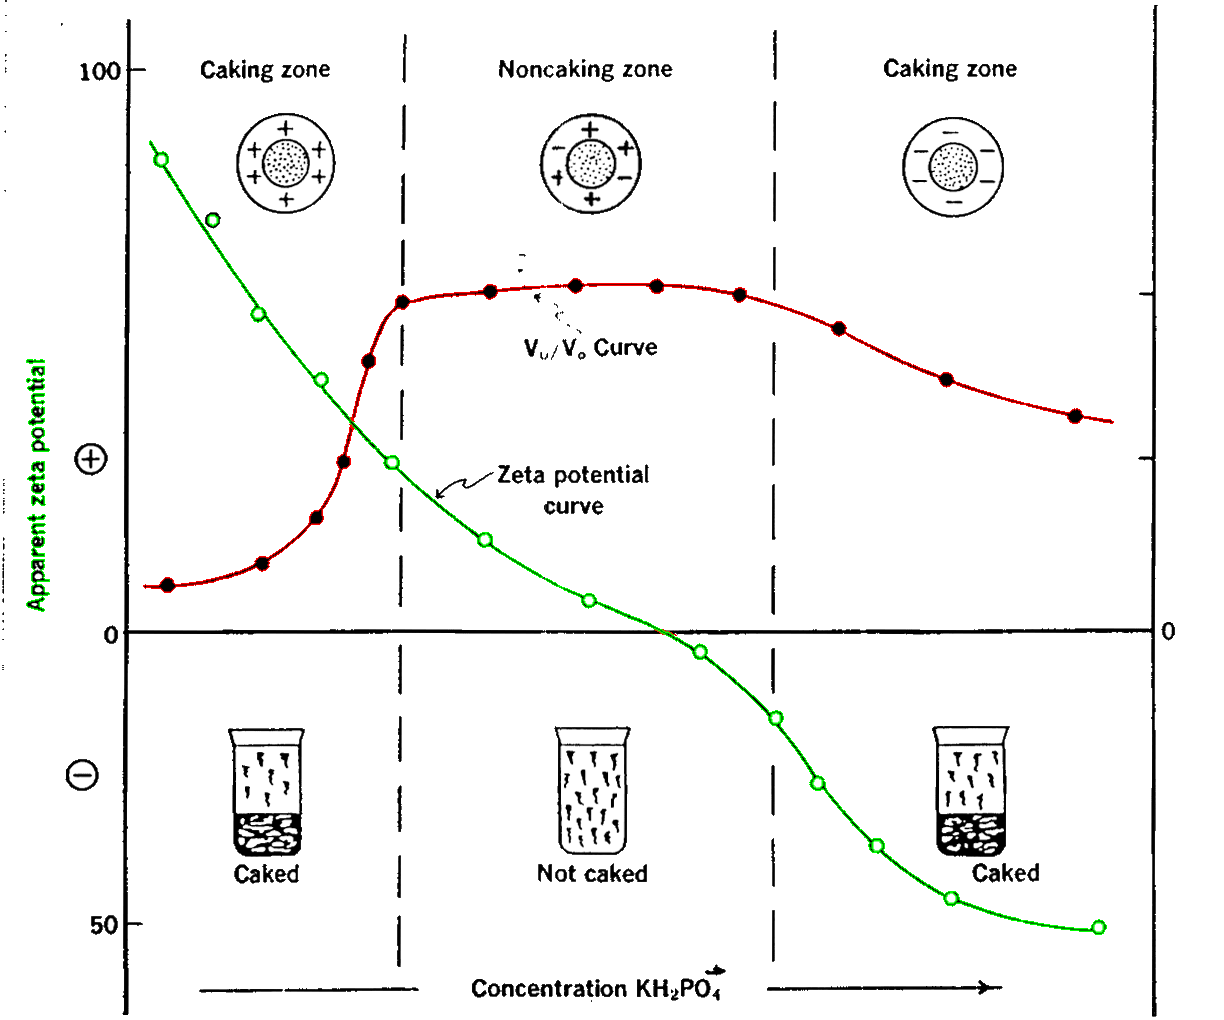 100
Caking zone
Noncaking zone
Caking zone
+
+ +
+ +
+
+
− +
+ −
+
−
− −
− −
−
Vᵤ/Vₒ Curve
Apparent zeta potential
+
Zeta potential
curve
0
0
−
Caked
Not caked
Caked
50
Concentration KH₂PO₄